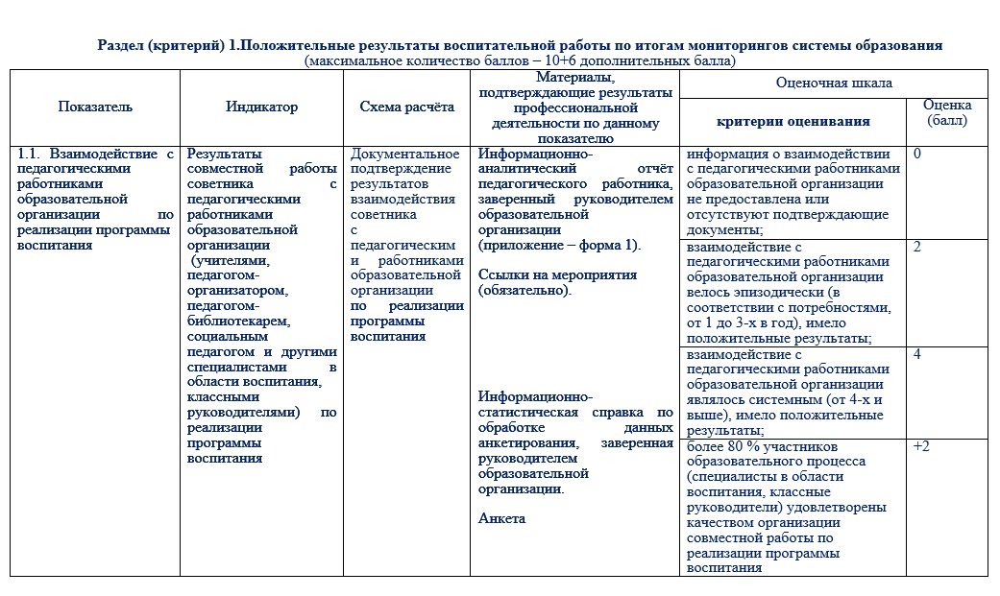 Раздел (критерий) 1.Положительные результаты воспитательной работы по итогам мониторингов системы образования
(максимальное количество баллов – 10+6 дополнительных балла)
Показатель
Индикатор
Схема расчёта
Материалы,
подтверждающие результаты
профессиональной
деятельности по данному
показателю
Оценочная шкала
критерии оценивания
Оценка
(балл)
1.1. Взаимодействие с
педагогическими
работниками
образовательной
организации по
реализации программы
воспитания
Результаты
совместной работы
советника с
педагогическими
работниками
образовательной
организации
(учителями,
педагогом-
организатором,
педагогом-
библиотекарем,
социальным
педагогом и другими
специалистами в
области воспитания,
классными
руководителями) по
реализации
программы
воспитания
Документальное
подтверждение
результатов
взаимодействия
советника
с
педагогическим
и работниками
образовательной
организации
по реализации
программы
воспитания
Информационно-
аналитический отчёт
педагогического работника,
заверенный руководителем
образовательной
организации
(приложение – форма 1).
Ссылки на мероприятия
(обязательно).
Информационно-
статистическая справка по
обработке данных
анкетирования, заверенная
руководителем
образовательной
организации.
Анкета
информация о взаимодействии
с педагогическими работниками
образовательной организации
не предоставлена или
отсутствуют подтверждающие
документы;
0
взаимодействие с
педагогическими работниками
образовательной организации
велось эпизодически (в
соответствии с потребностями,
от 1 до 3-х в год), имело
положительные результаты;
2
взаимодействие с
педагогическими работниками
образовательной организации
являлось системным (от 4-х и
выше), имело положительные
результаты;
4
более 80 % участников
образовательного процесса
(специалисты в области
воспитания, классные
руководители) удовлетворены
качеством организации
совместной работы по
реализации программы
воспитания
+2